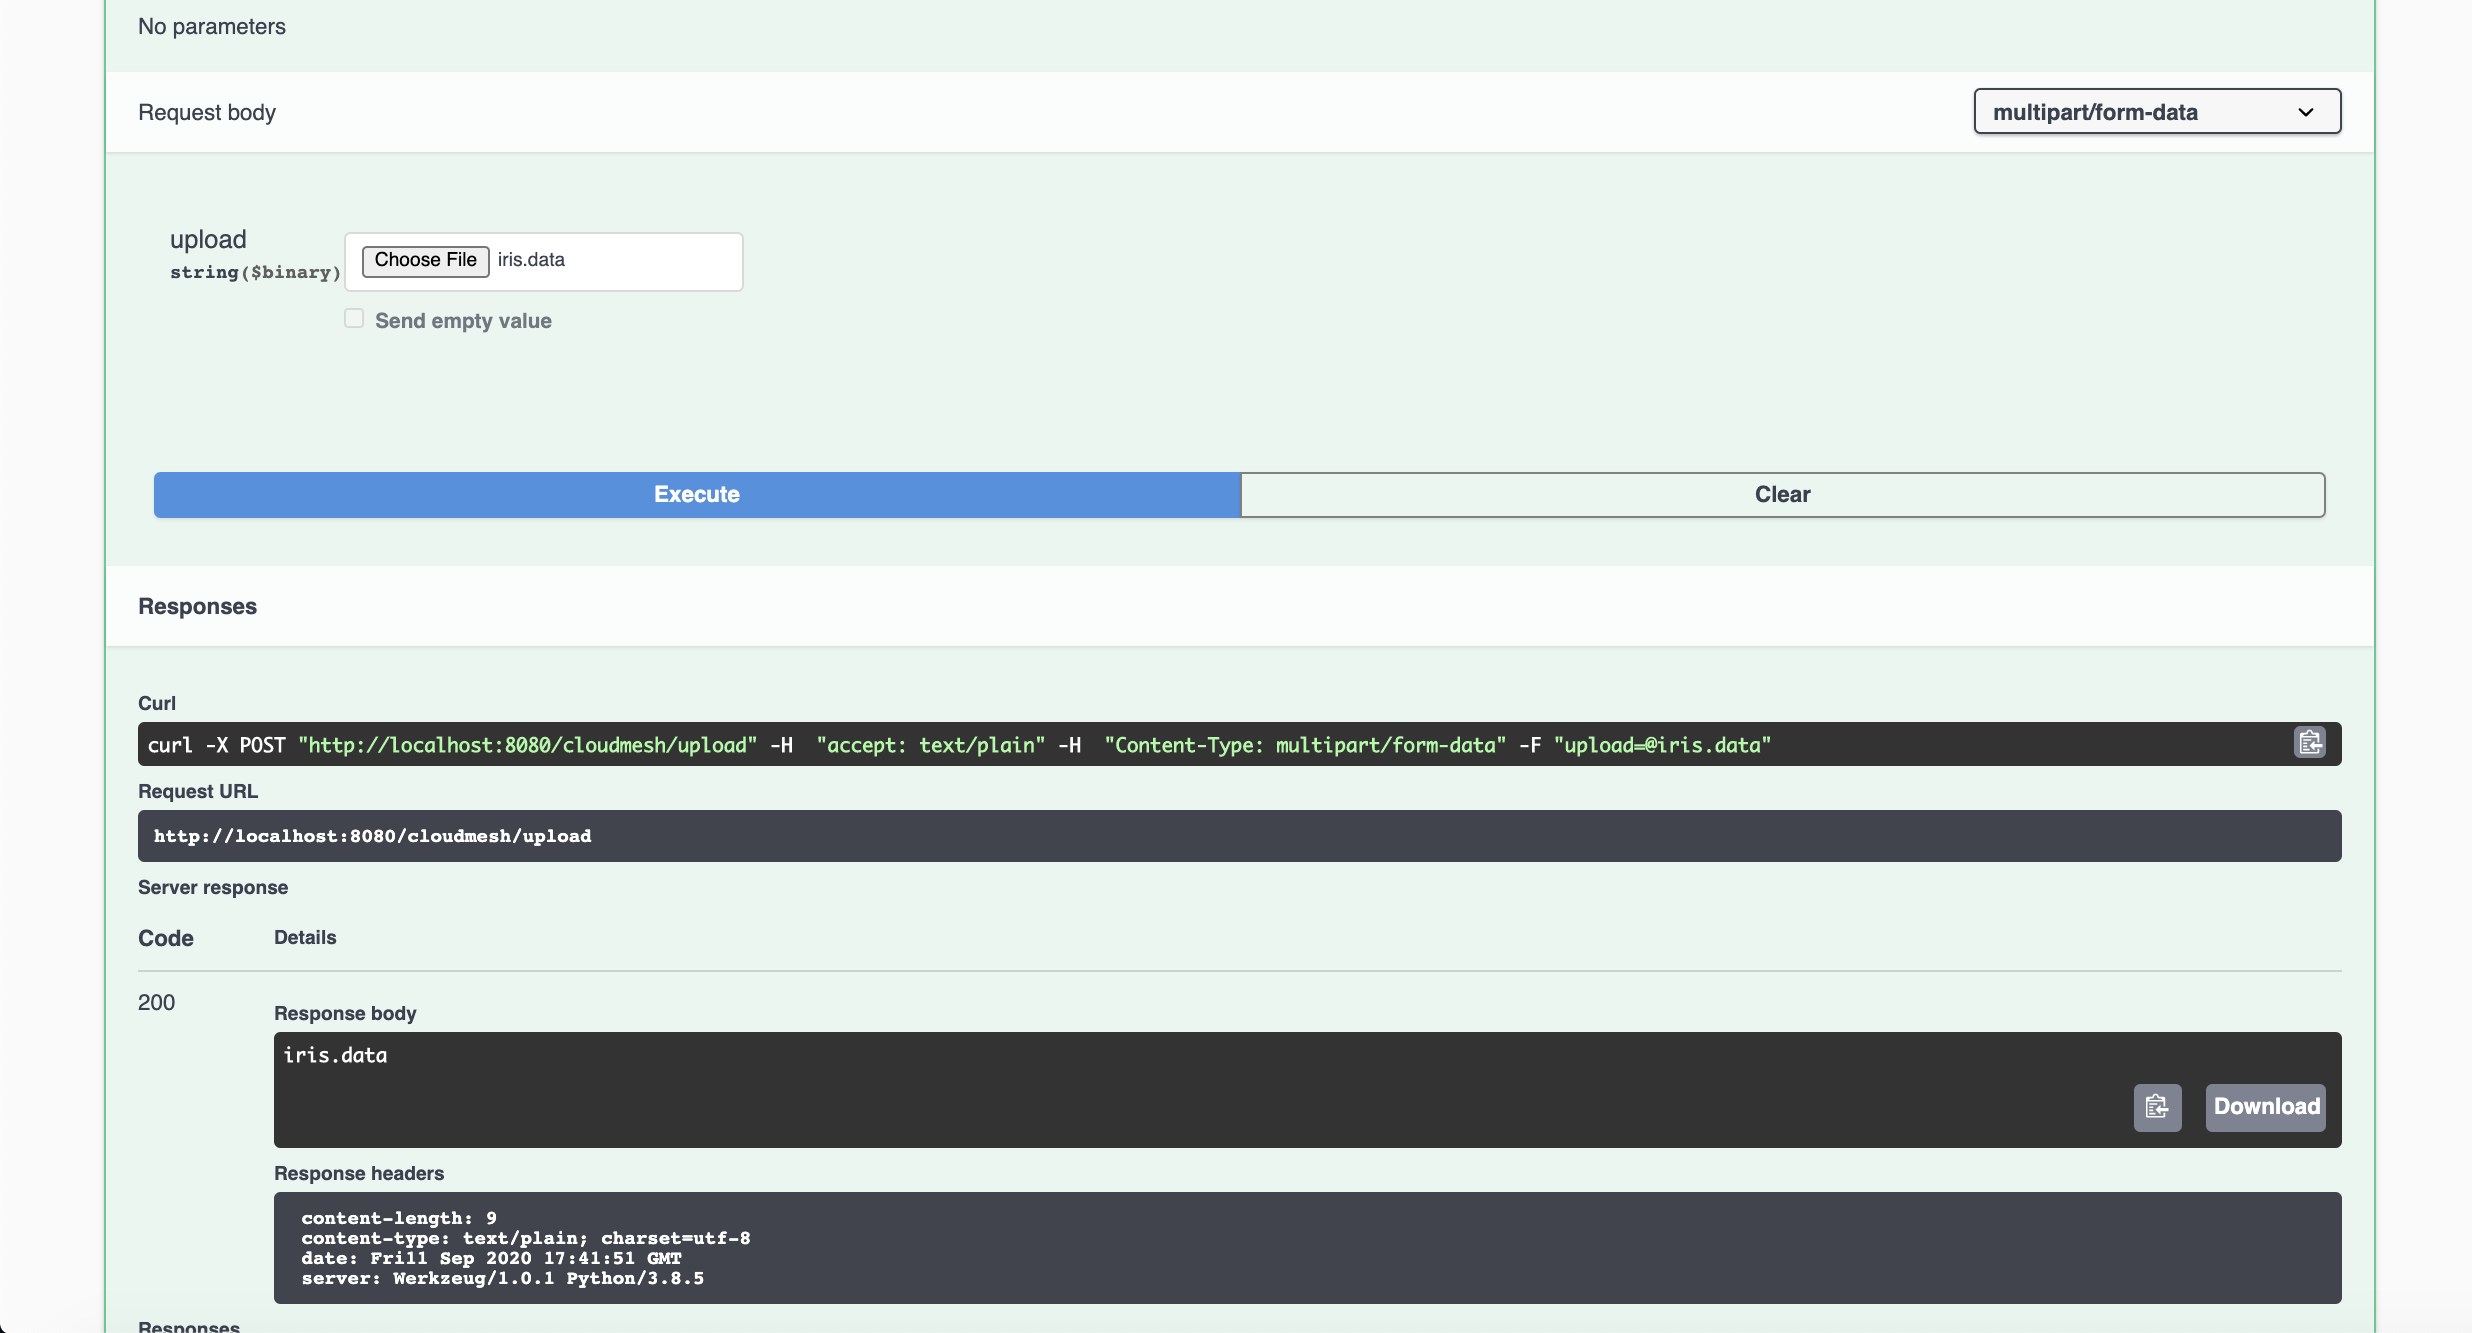 No parameters
Request body
multipart/form-data
upload
string($binary)
Choose File iris.data
Send empty value
Execute
Clear
Responses
Curl
curl -X POST "http://localhost:8080/cloudmesh/upload" -H  "accept: text/plain" -H  "Content-Type: multipart/form-data" -F "upload=@iris.data"
Request URL
http://localhost:8080/cloudmesh/upload
Server response
Code Details
200
Response body
iris.data
Download
Response headers
content-length: 9
content-type: text/plain; charset=utf-8
date: Fri11 Sep 2020 17:41:51 GMT
server: Werkzeug/1.0.1 Python/3.8.5
Responses